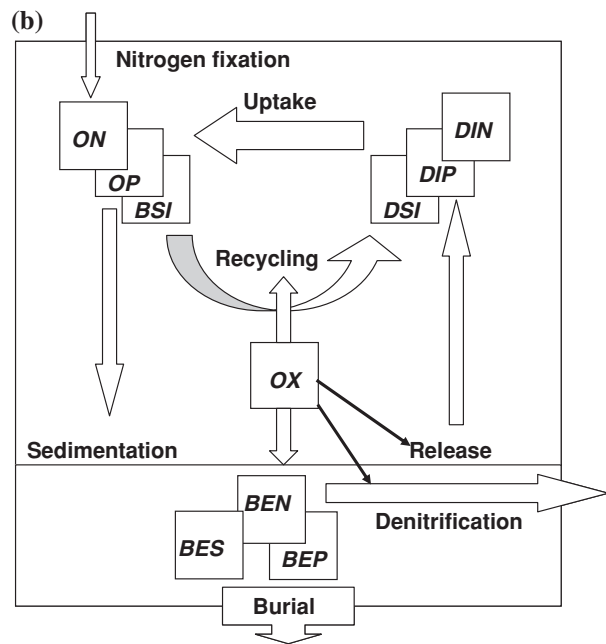 (b)
Nitrogen fixation
Uptake
ON
OP
BSI
DIN
DIP
DSI
Recycling
OX
Sedimentation
Release
BEN
BES
BEP
Denitrification
Burial